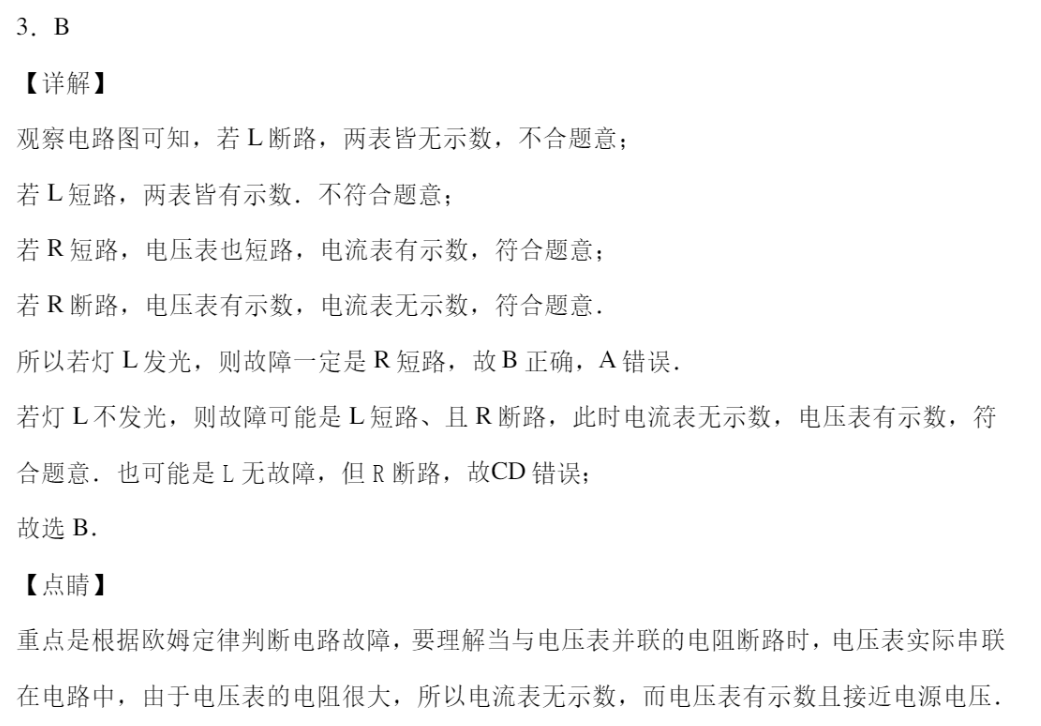 3．B
【详解】
观察电路图可知，若 L 断路，两表皆无示数，不合题意；
若 L 短路，两表皆有示数．不符合题意；
若 R 短路，电压表也短路，电流表有示数，符合题意；
若 R 断路，电压表有示数，电流表无示数，符合题意．
所以若灯 L 发光，则故障一定是 R 短路，故 B 正确，A 错误．
若灯 L 不发光，则故障可能是 L 短路、且 R 断路，此时电流表无示数，电压表有示数，符
合题意．也可能是 L 无故障，但 R 断路，故CD 错误；
故选 B．
【点睛】
重点是根据欧姆定律判断电路故障，要理解当与电压表并联的电阻断路时，电压表实际串联
在电路中，由于电压表的电阻很大，所以电流表无示数，而电压表有示数且接近电源电压．